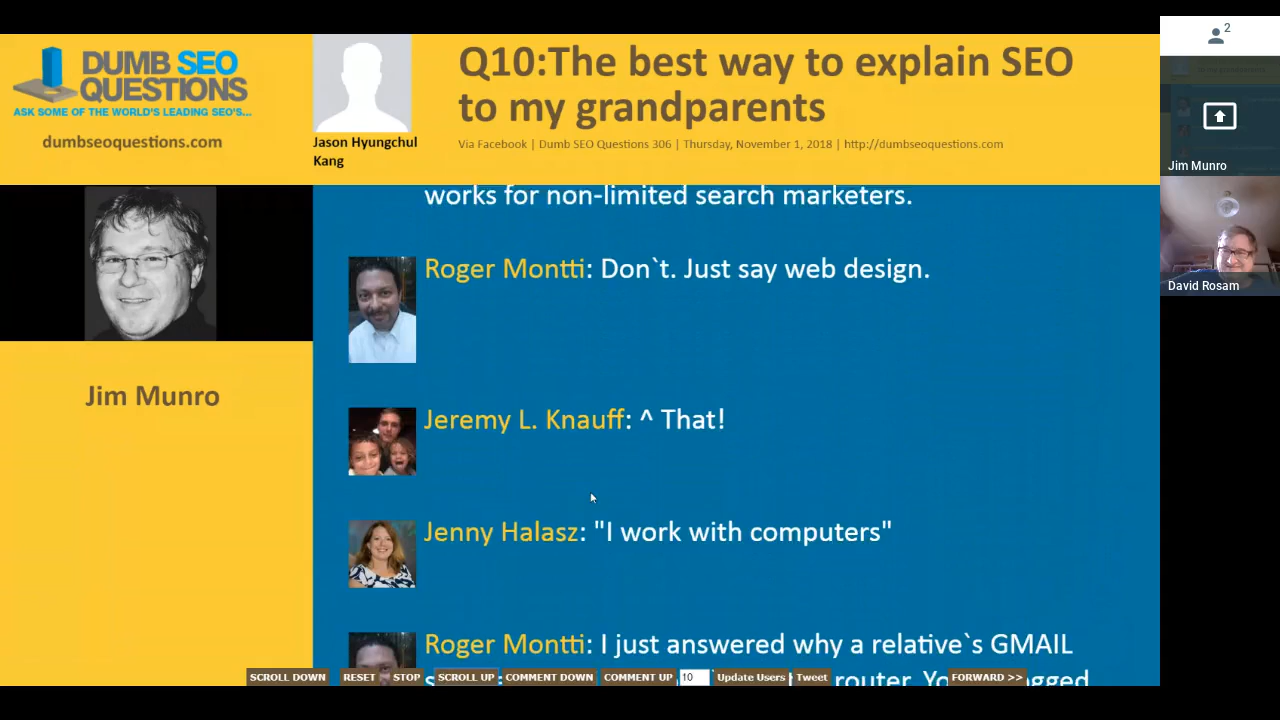 DUMB SEO
QUESTIONS
ASK SOME OF THE WORLD'S LEADING SEO'S...
dumbseoquestions.com
Jason Hyungchul
Kang
Q10:The best way to explain SEO
to my grandparents
Via Facebook | Dumb SEO Questions 306 | Thursday, November 1, 2018 | http://dumbseoquestions.com
2
Jim Munro
David Rosam
Jim Munro
works for non-limited search marketers.
Roger Montti: Don`t. Just say web design.
Jeremy L. Knauff: ^ That!
Jenny Halasz: "I work with computers"
Roger Montti: I just answered why a relative`s GMAIL
router.
SCROLL DOWN RESET STOP SCROLL UP COMMENT DOWN COMMENT UP 10 Update Users Tweet FORWARD >>